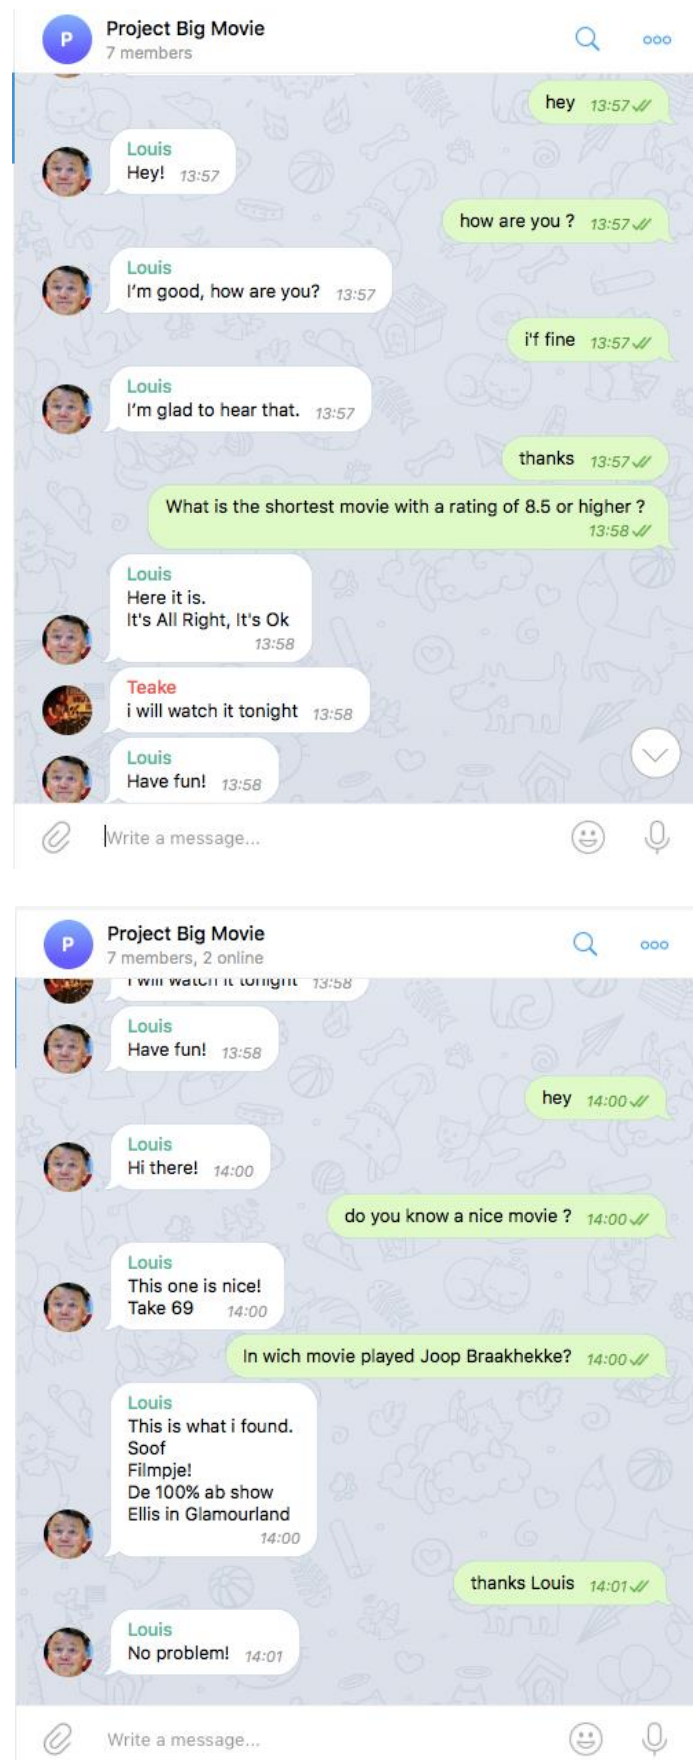 P
Project Big Movie
7 members
hey 13:57
Louis
Hey! 13:57
how are you ? 13:57
Louis
I'm good, how are you? 13:57
i'f fine 13:57
Louis
I'm glad to hear that. 13:57
thanks 13:57
What is the shortest movie with a rating of 8.5 or higher ?
13:58
Louis
Here it is.
It's All Right, It's Ok
13:58
Teake
i will watch it tonight 13:58
Louis
Have fun! 13:58
Write a message...
P
Project Big Movie
7 members, 2 online
i will watch it tonight 13:58
Louis
Have fun! 13:58
hey 14:00
Louis
Hi there! 14:00
do you know a nice movie ? 14:00
Louis
This one is nice!
Take 69 14:00
In wich movie played Joop Braakhekke? 14:00
Louis
This is what i found.
Soof
Filmpje!
De 100% ab show
Ellis in Glamourland
14:00
thanks Louis 14:01
Louis
No problem! 14:01
Write a message...